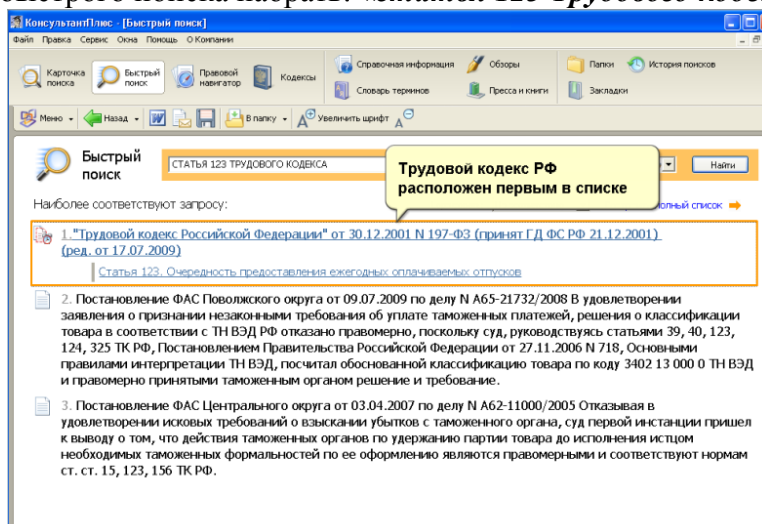 быстрого поиска набрать: «статья 123 Трудового кодекса
КонсультантПлюс - [Быстрый поиск]
Файл Правка Сервис Окна Помощь О Компании
Карточка поиска Быстрый поиск Правовой навигатор Кодексы Справочная информация Обзоры Папки История поисков
Словарь терминов Пресса и книги Закладки
Меню Назад В папку Увеличить шрифт
Быстрый поиск СТАТЬЯ 123 ТРУДОВОГО КОДЕКСА Найти
Трудовой кодекс РФ
расположен первым в списке
Наиболее соответствуют запросу: полный список
1. "Трудовой кодекс Российской Федерации" от 30.12.2001 N 197-ФЗ (принят ГД ФС РФ 21.12.2001)
(ред. от 17.07.2009)
Статья 123. Очередность предоставления ежегодных оплачиваемых отпусков
2. Постановление ФАС Поволжского округа от 09.07.2009 по делу N А65-21732/2008 В удовлетворении
заявления о признании незаконными требования об уплате таможенных платежей, решения о классификации
товара в соответствии с ТН ВЭД РФ отказано правомерно, поскольку суд, руководствуясь статьями 39, 40, 123,
124, 325 ТК РФ, Постановлением Правительства Российской Федерации от 27.11.2006 N 718, Основными
правилами интерпретации ТН ВЭД, посчитал обоснованной классификацию товара по коду 3402 13 000 0 ТН ВЭД
и правомерно принятыми таможенным органом решение и требование.
3. Постановление ФАС Центрального округа от 03.04.2007 по делу N А62-11000/2005 Отказывая в
удовлетворении исковых требований о взыскании убытков с таможенного органа, суд первой инстанции пришел
к выводу о том, что действия таможенных органов по удержанию партии товара до исполнения истцом
необходимых таможенных формальностей по ее оформлению являются правомерными и соответствуют нормам
ст. ст. 15, 123, 156 ТК РФ.